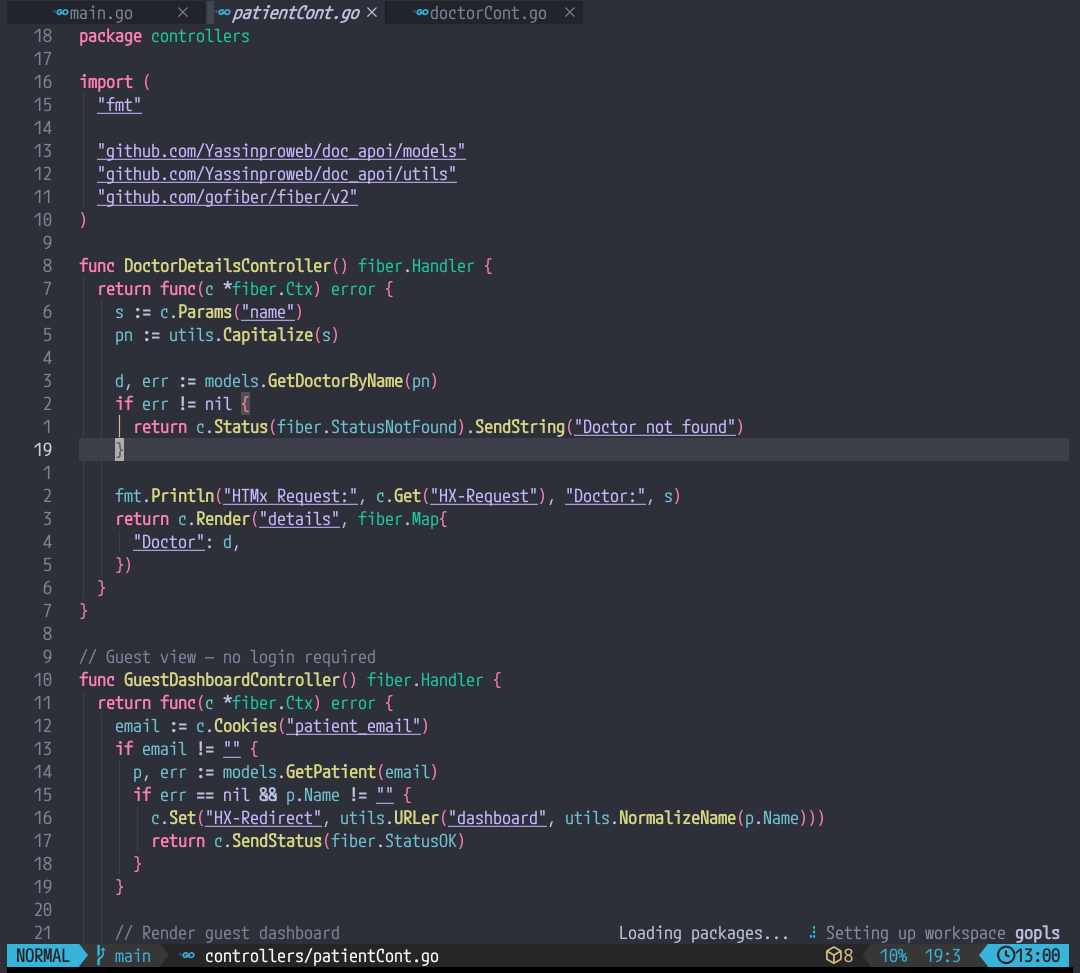 main.go × patientCont.go × doctorCont.go ×
18 package controllers
17
16 import (
15 "fmt"
14
13 "github.com/Yassinproweb/doc_apoi/models"
12 "github.com/Yassinproweb/doc_apoi/utils"
11 "github.com/gofiber/fiber/v2"
10 )
9
8 func DoctorDetailsController() fiber.Handler {
7 return func(c *fiber.Ctx) error {
6 s := c.Params("name")
5 pn := utils.Capitalize(s)
4
3 d, err := models.GetDoctorByName(pn)
2 if err != nil {
1 return c.Status(fiber.StatusNotFound).SendString("Doctor not found")
19 }
1
2 fmt.Println("HTMx Request:", c.Get("HX-Request"), "Doctor:", s)
3 return c.Render("details", fiber.Map{
4 "Doctor": d,
5 })
6 }
7 }
8
9 // Guest view — no login required
10 func GuestDashboardController() fiber.Handler {
11 return func(c *fiber.Ctx) error {
12 email := c.Cookies("patient_email")
13 if email != "" {
14 p, err := models.GetPatient(email)
15 if err == nil && p.Name != "" {
16 c.Set("HX-Redirect", utils.URLer("dashboard", utils.NormalizeName(p.Name)))
17 return c.SendStatus(fiber.StatusOK)
18 }
19 }
20
21 // Render guest dashboard Loading packages... Setting up workspace gopls
NORMAL main controllers/patientCont.go 8 10% 19:3 13:00